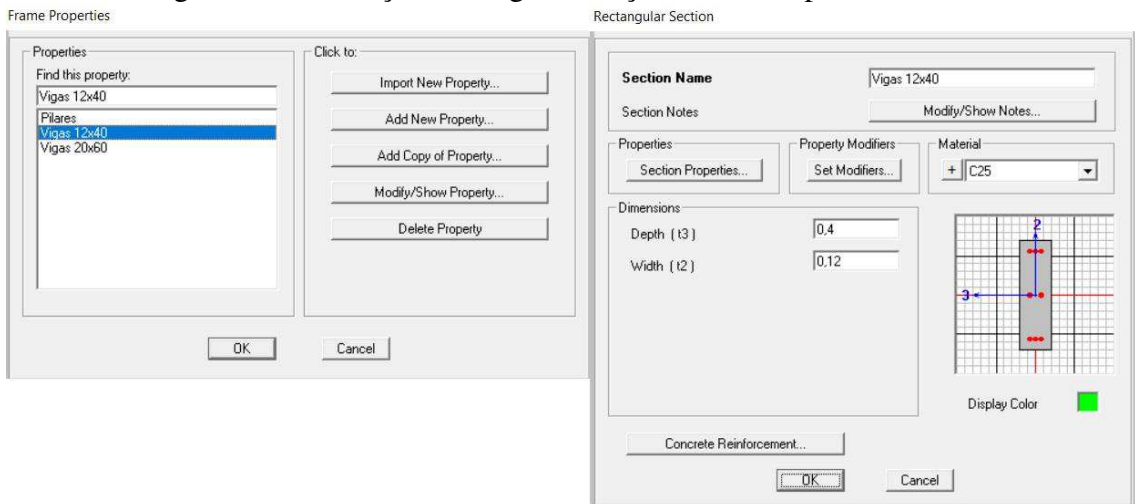 Frame Properties
Properties
Find this property:
Vigas 12x40
Pilares
Vigas 12x40
Vigas 20x60
Click to:
Import New Property...
Add New Property...
Add Copy of Property...
Modify/Show Property...
Delete Property
OK
Cancel
Rectangular Section
Section Name
Vigas 12x40
Section Notes
Modify/Show Notes...
Properties
Section Properties...
Property Modifiers
Set Modifiers...
Material
+
C25
Dimensions
Depth ( t3 )
0,4
Width ( t2 )
0,12
2
3
Display Color
Concrete Reinforcement...
OK
Cancel